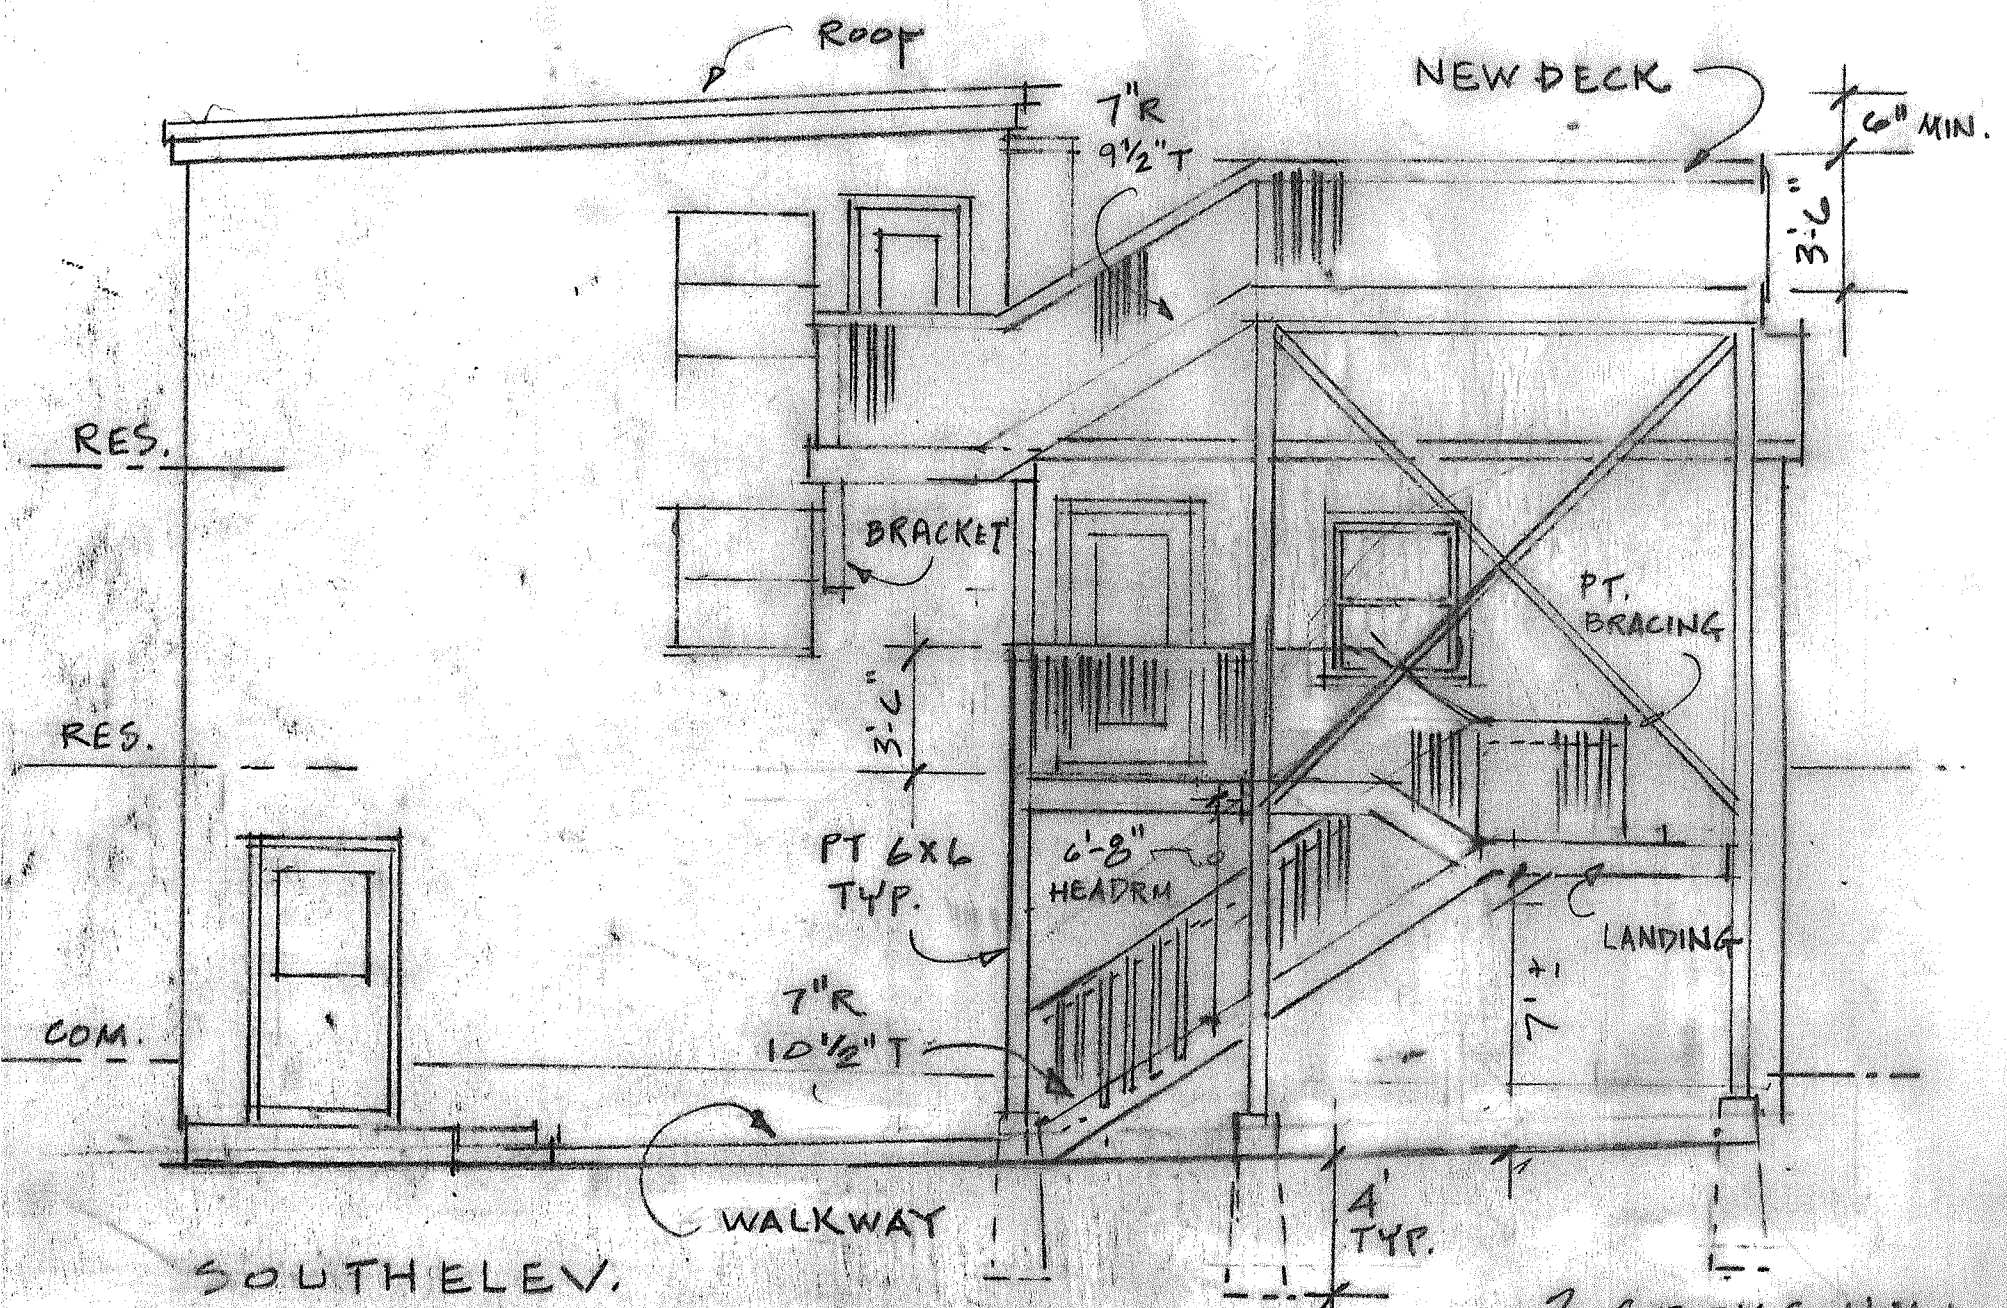 ROOF
NEW DECK
7"R
9½"T
6" MIN.
3'-6"
RES.
BRACKET
PT.
BRACING
3'-6"
RES.
PT 6X6
TYP.
6'-8"
HEADRM
LANDING
7'±
7"R
10½"T
COM.
WALKWAY
4'
TYP.
SOUTH ELEV.